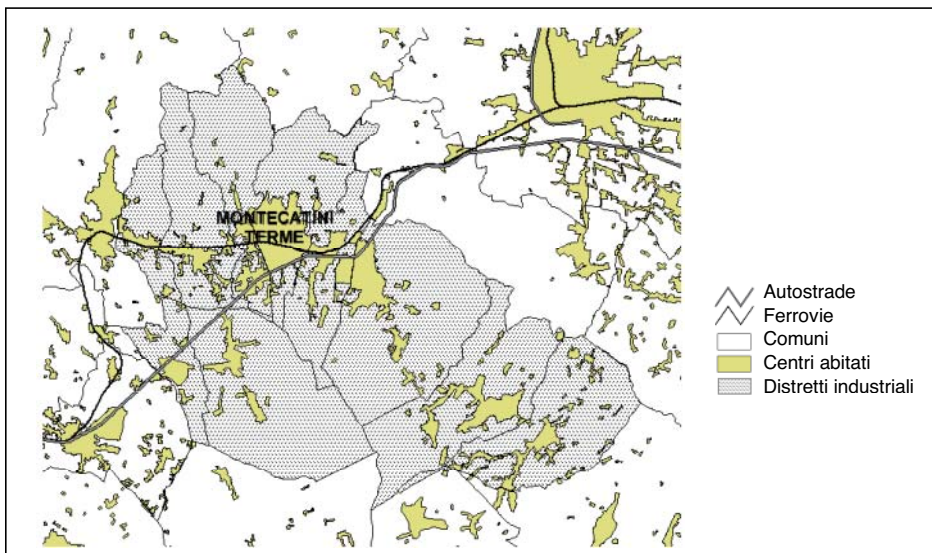 MONTECATINI
TERME
Autostrade
Ferrovie
Comuni
Centri abitati
Distretti industriali